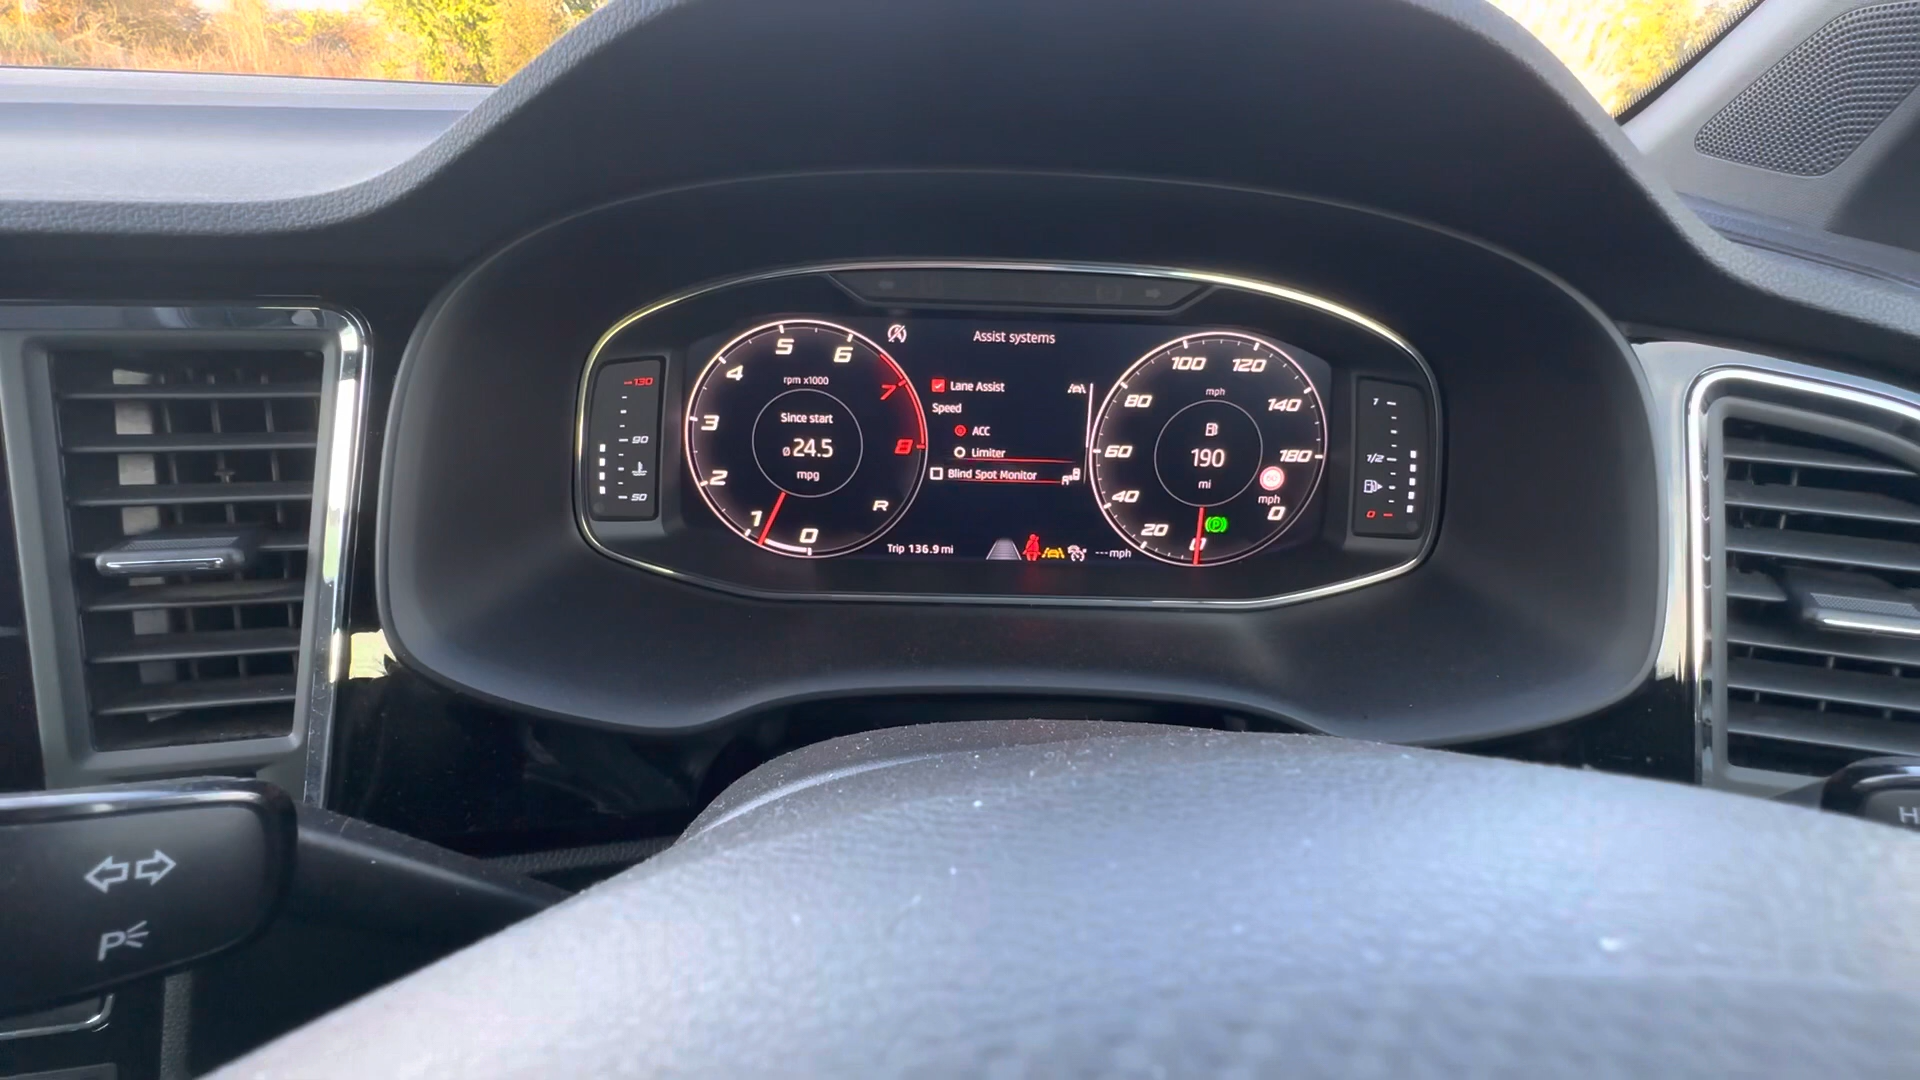 Assist systems
Lane Assist
Speed
ACC
Limiter
Blind Spot Monitor
130
90
50
0
1
2
3
4
5
6
7
8
rpm x1000
Since start
ø24.5
mpg
R
Trip 136.9 mi
---mph
0
20
40
60
80
100
120
140
180
mph
190
mi
mph
0
P
1
1/2
0
P
H